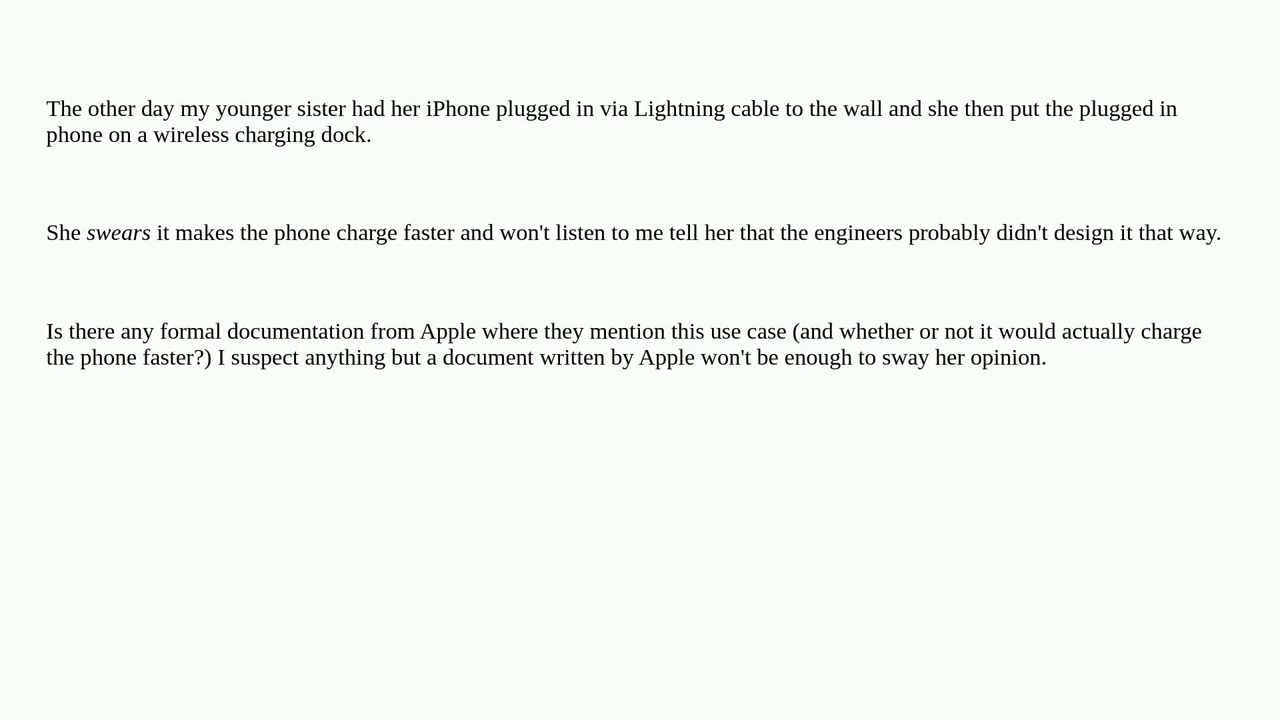 The other day my younger sister had her iPhone plugged in via Lightning cable to the wall and she then put the plugged in
phone on a wireless charging dock.
She swears it makes the phone charge faster and won't listen to me tell her that the engineers probably didn't design it that way.
Is there any formal documentation from Apple where they mention this use case (and whether or not it would actually charge
the phone faster?) I suspect anything but a document written by Apple won't be enough to sway her opinion.